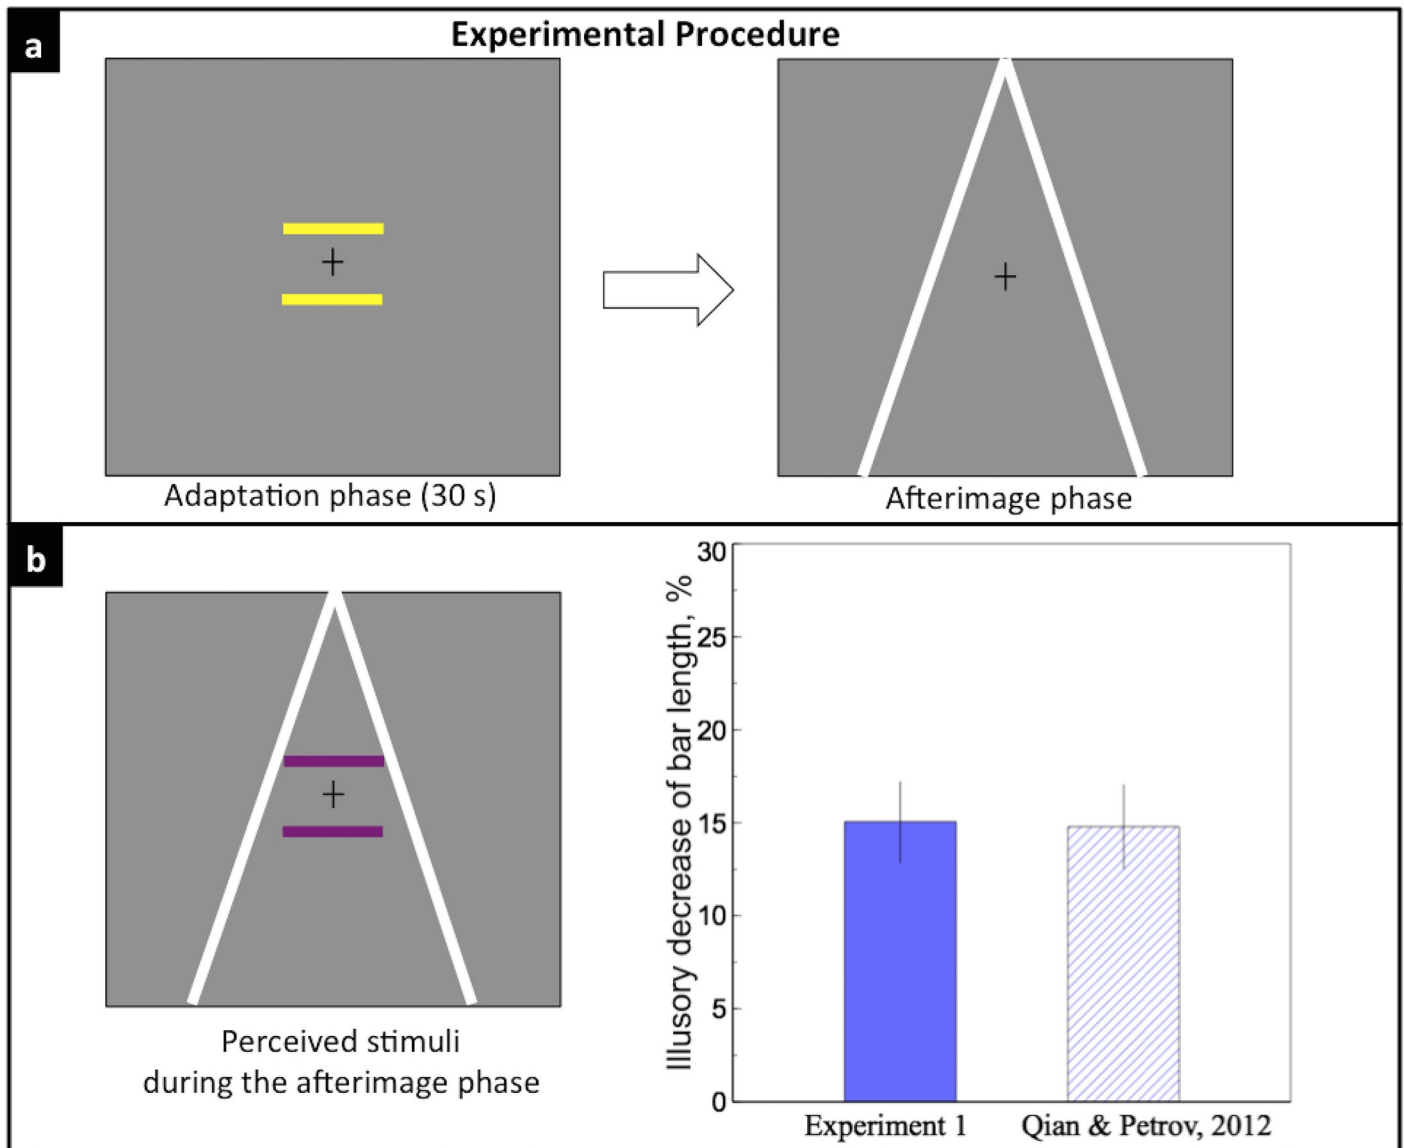 a
Experimental Procedure
Adaptation phase (30 s)
Afterimage phase
b
Perceived stimuli
during the afterimage phase
Illusory decrease of bar length, %
30
25
20
15
10
5
0
Experiment 1
Qian & Petrov, 2012